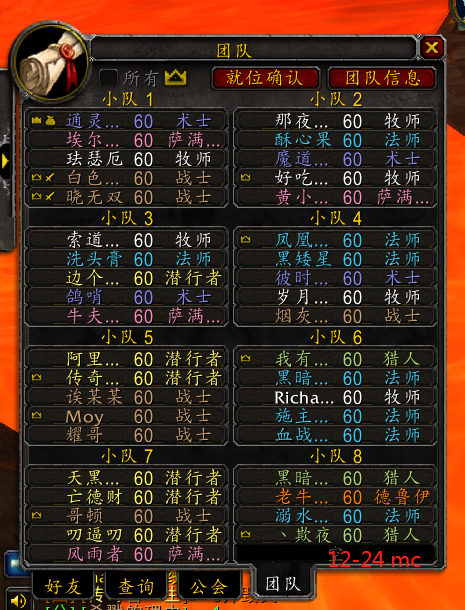 团队
所有 就位确认 团队信息
小队 1
通灵... 60 术士
埃尔... 60 萨满...
珐瑟厄 60 牧师
白色... 60 战士
晓无双 60 战士
小队 2
那夜... 60 牧师
酥心果 60 法师
魔道... 60 术士
好吃... 60 牧师
黄小... 60 萨满...
小队 3
索道... 60 牧师
洗头膏 60 法师
边个... 60 潜行者
鸽哨 60 术士
牛夫... 60 萨满...
小队 4
凤凰... 60 法师
黑矮星 60 法师
彼时... 60 术士
岁月... 60 牧师
烟灰... 60 战士
小队 5
阿里... 60 潜行者
传奇... 60 潜行者
诶某某 60 战士
Moy 60 战士
耀哥 60 战士
小队 6
我有... 60 猎人
黑暗... 60 法师
Richa... 60 牧师
施主... 60 法师
血战... 60 法师
小队 7
天黑... 60 潜行者
亡德财 60 潜行者
哥顿 60 战士
叨逼叨 60 潜行者
风雨者 60 萨满...
小队 8
黑暗... 60 猎人
老牛... 60 德鲁伊
溺水... 60 法师
丶欺夜 60 猎人
12-24 mc
好友 查询 公会 团队